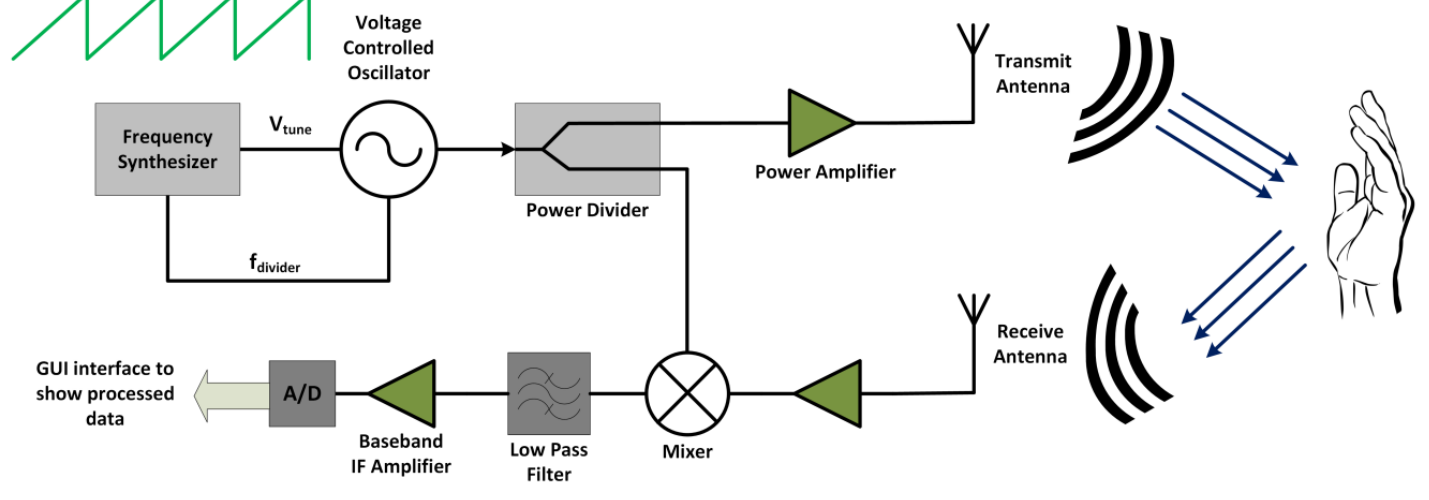 Voltage
Controlled
Oscillator
Frequency
Synthesizer
Vtune
fdivider
Power Divider
Power Amplifier
Transmit
Antenna
Receive
Antenna
Mixer
Low Pass
Filter
Baseband
IF Amplifier
A/D
GUI interface to
show processed
data